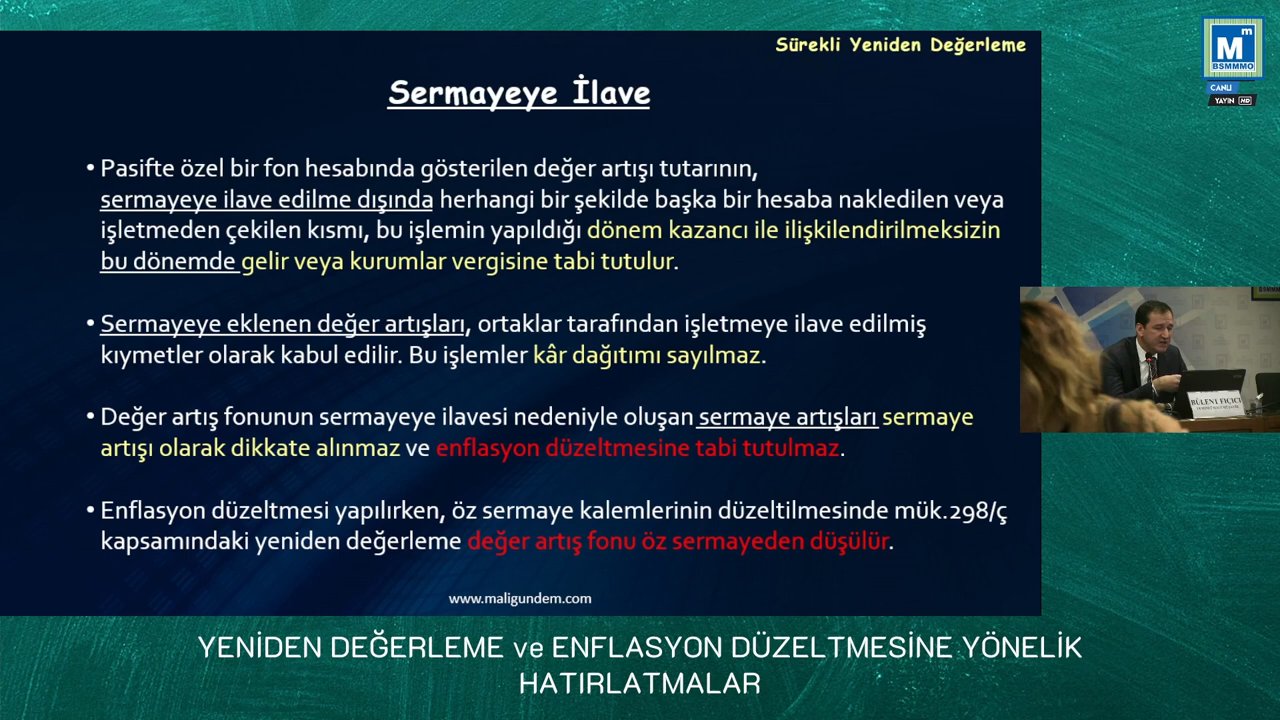 Sürekli Yeniden Değerleme
Sermayeye İlave
• Pasifte özel bir fon hesabında gösterilen değer artışı tutarının,
sermayeye ilave edilme dışında herhangi bir şekilde başka bir hesaba nakledilen veya
işletmeden çekilen kısmı, bu işlemin yapıldığı dönem kazancı ile ilişkilendirilmeksizin
bu dönemde gelir veya kurumlar vergisine tabi tutulur.
• Sermayeye eklenen değer artışları, ortaklar tarafından işletmeye ilave edilmiş
kıymetler olarak kabul edilir. Bu işlemler kâr dağıtımı sayılmaz.
• Değer artış fonunun sermayeye ilavesi nedeniyle oluşan sermaye artışları sermaye
artışı olarak dikkate alınmaz ve enflasyon düzeltmesine tabi tutulmaz.
• Enflasyon düzeltmesi yapılırken, öz sermaye kalemlerinin düzeltilmesinde mük.298/ç
kapsamındaki yeniden değerleme değer artış fonu öz sermayeden düşülür.
www.maligundem.com
M m
BSMMMO
CANLI
YAYIN HD
BÜLENT FIÇICI
YENİDEN DEĞERLEME ve ENFLASYON DÜZELTMESİNE YÖNELİK
HATIRLATMALAR